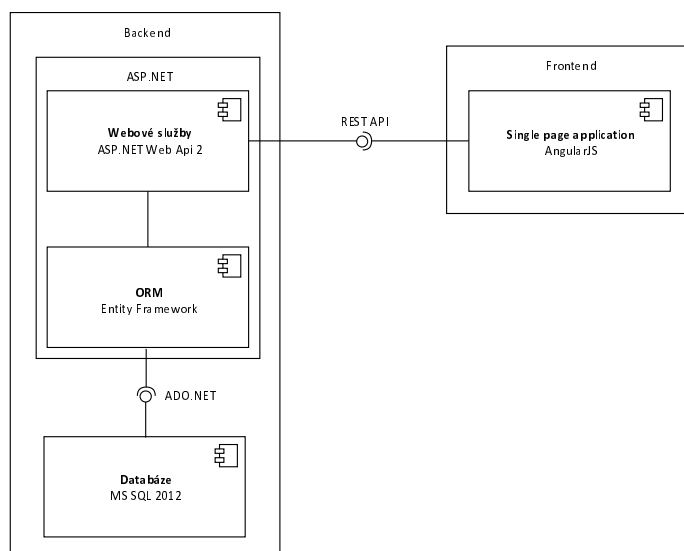 Backend
ASP.NET
Webové služby
ASP.NET Web Api 2
REST API
Frontend
Single page application
AngularJS
ORM
Entity Framework
ADO.NET
Databáze
MS SQL 2012